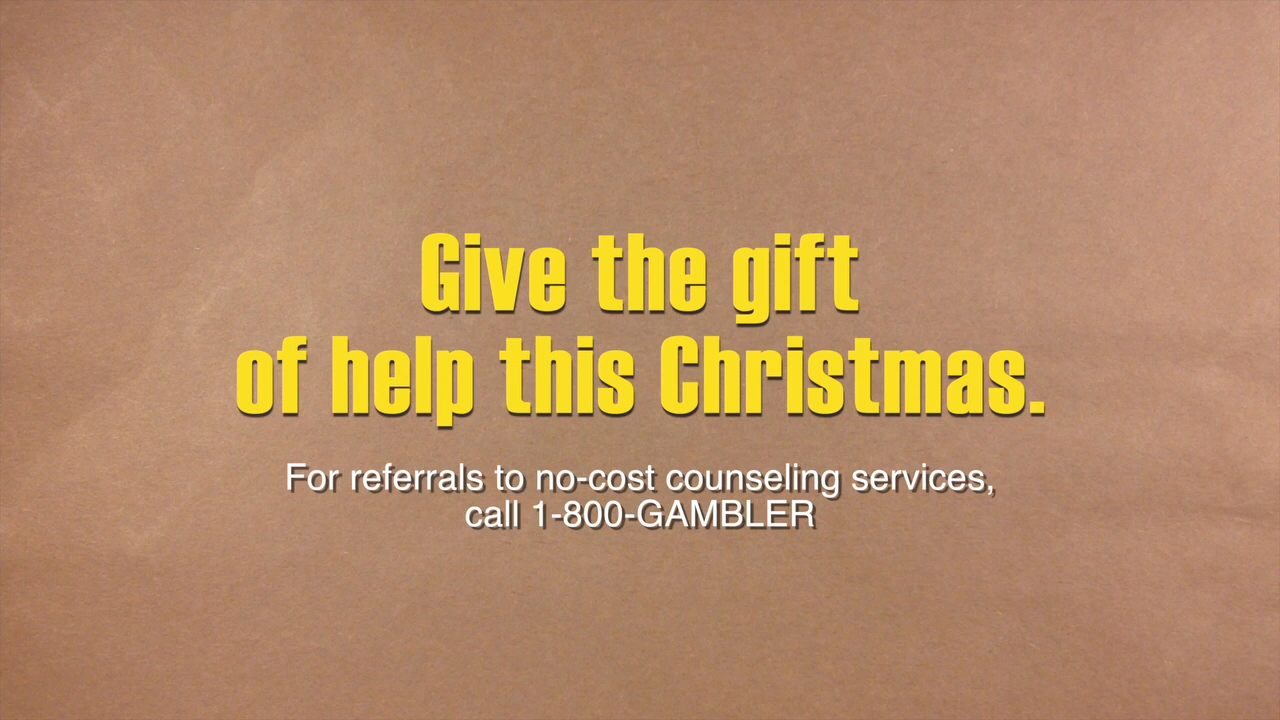 Give the gift
of help this Christmas.
For referrals to no-cost counseling services,
call 1-800-GAMBLER